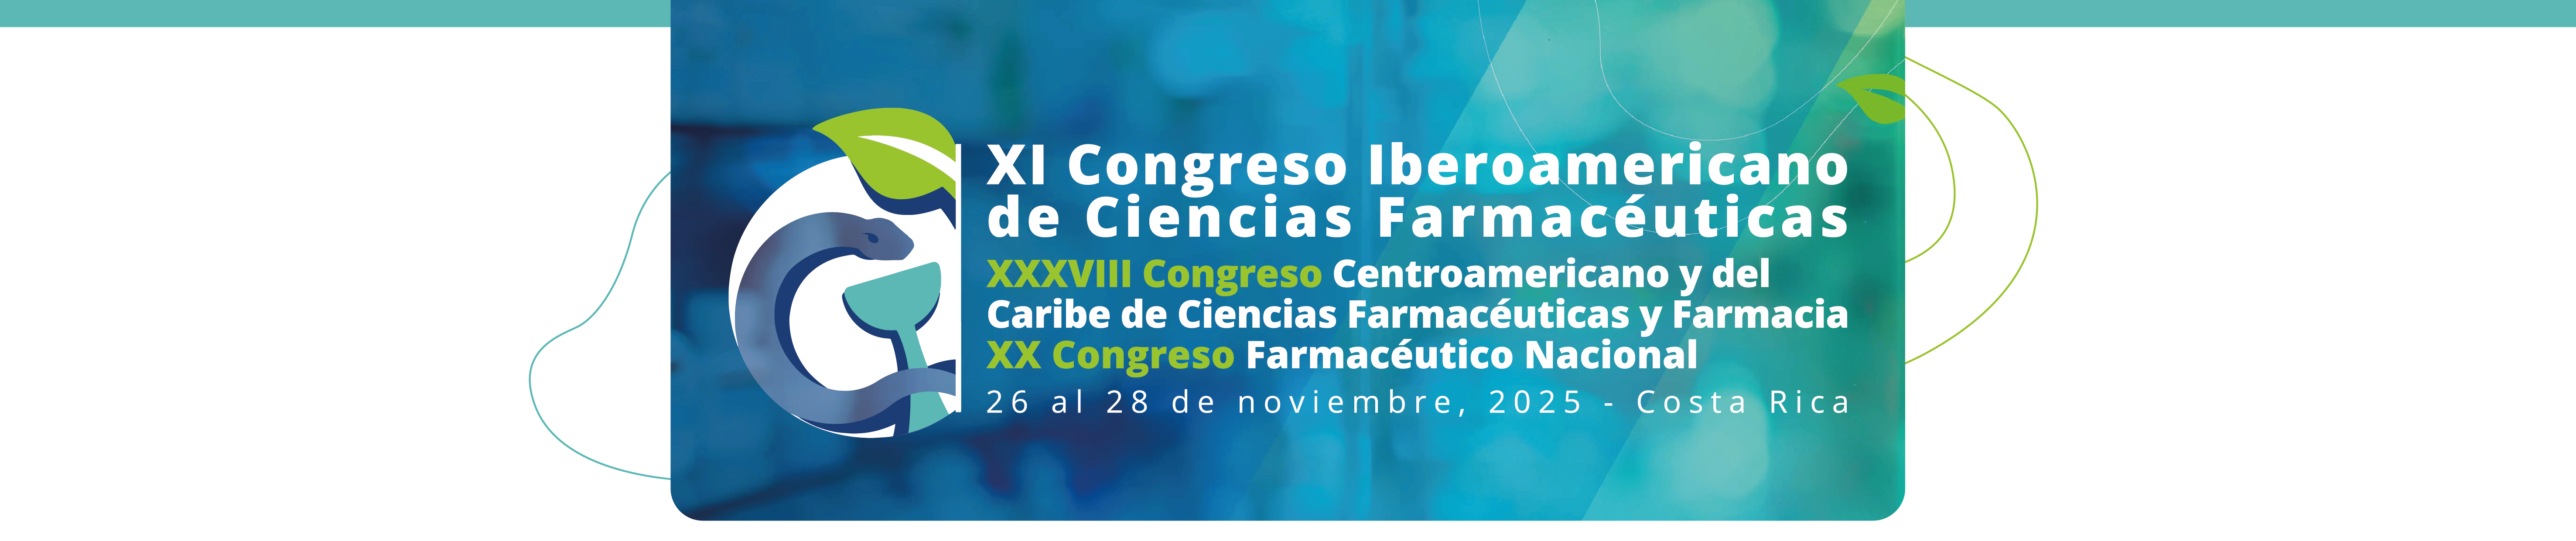 XI Congreso Iberoamericano
de Ciencias Farmacéuticas
XXXVIII Congreso Centroamericano y del
Caribe de Ciencias Farmacéuticas y Farmacia
XX Congreso Farmacéutico Nacional
26 al 28 de noviembre, 2025 - Costa Rica